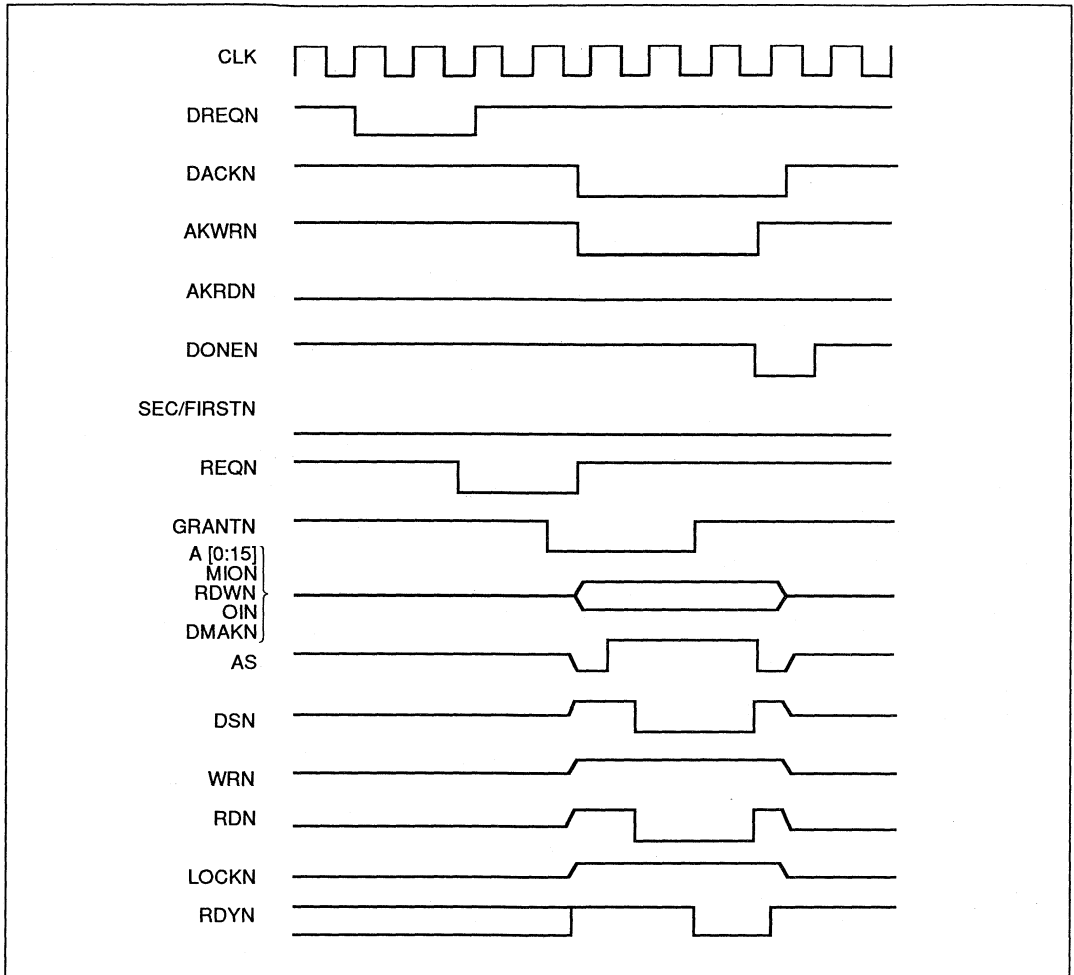 CLK
DREQN
DACKN
AKWRN
AKRDN
DONEN
SEC/FIRSTN
REQN
GRANTN
A [0:15]
MION
RDWN
OIN
DMAKN
AS
DSN
WRN
RDN
LOCKN
RDYN